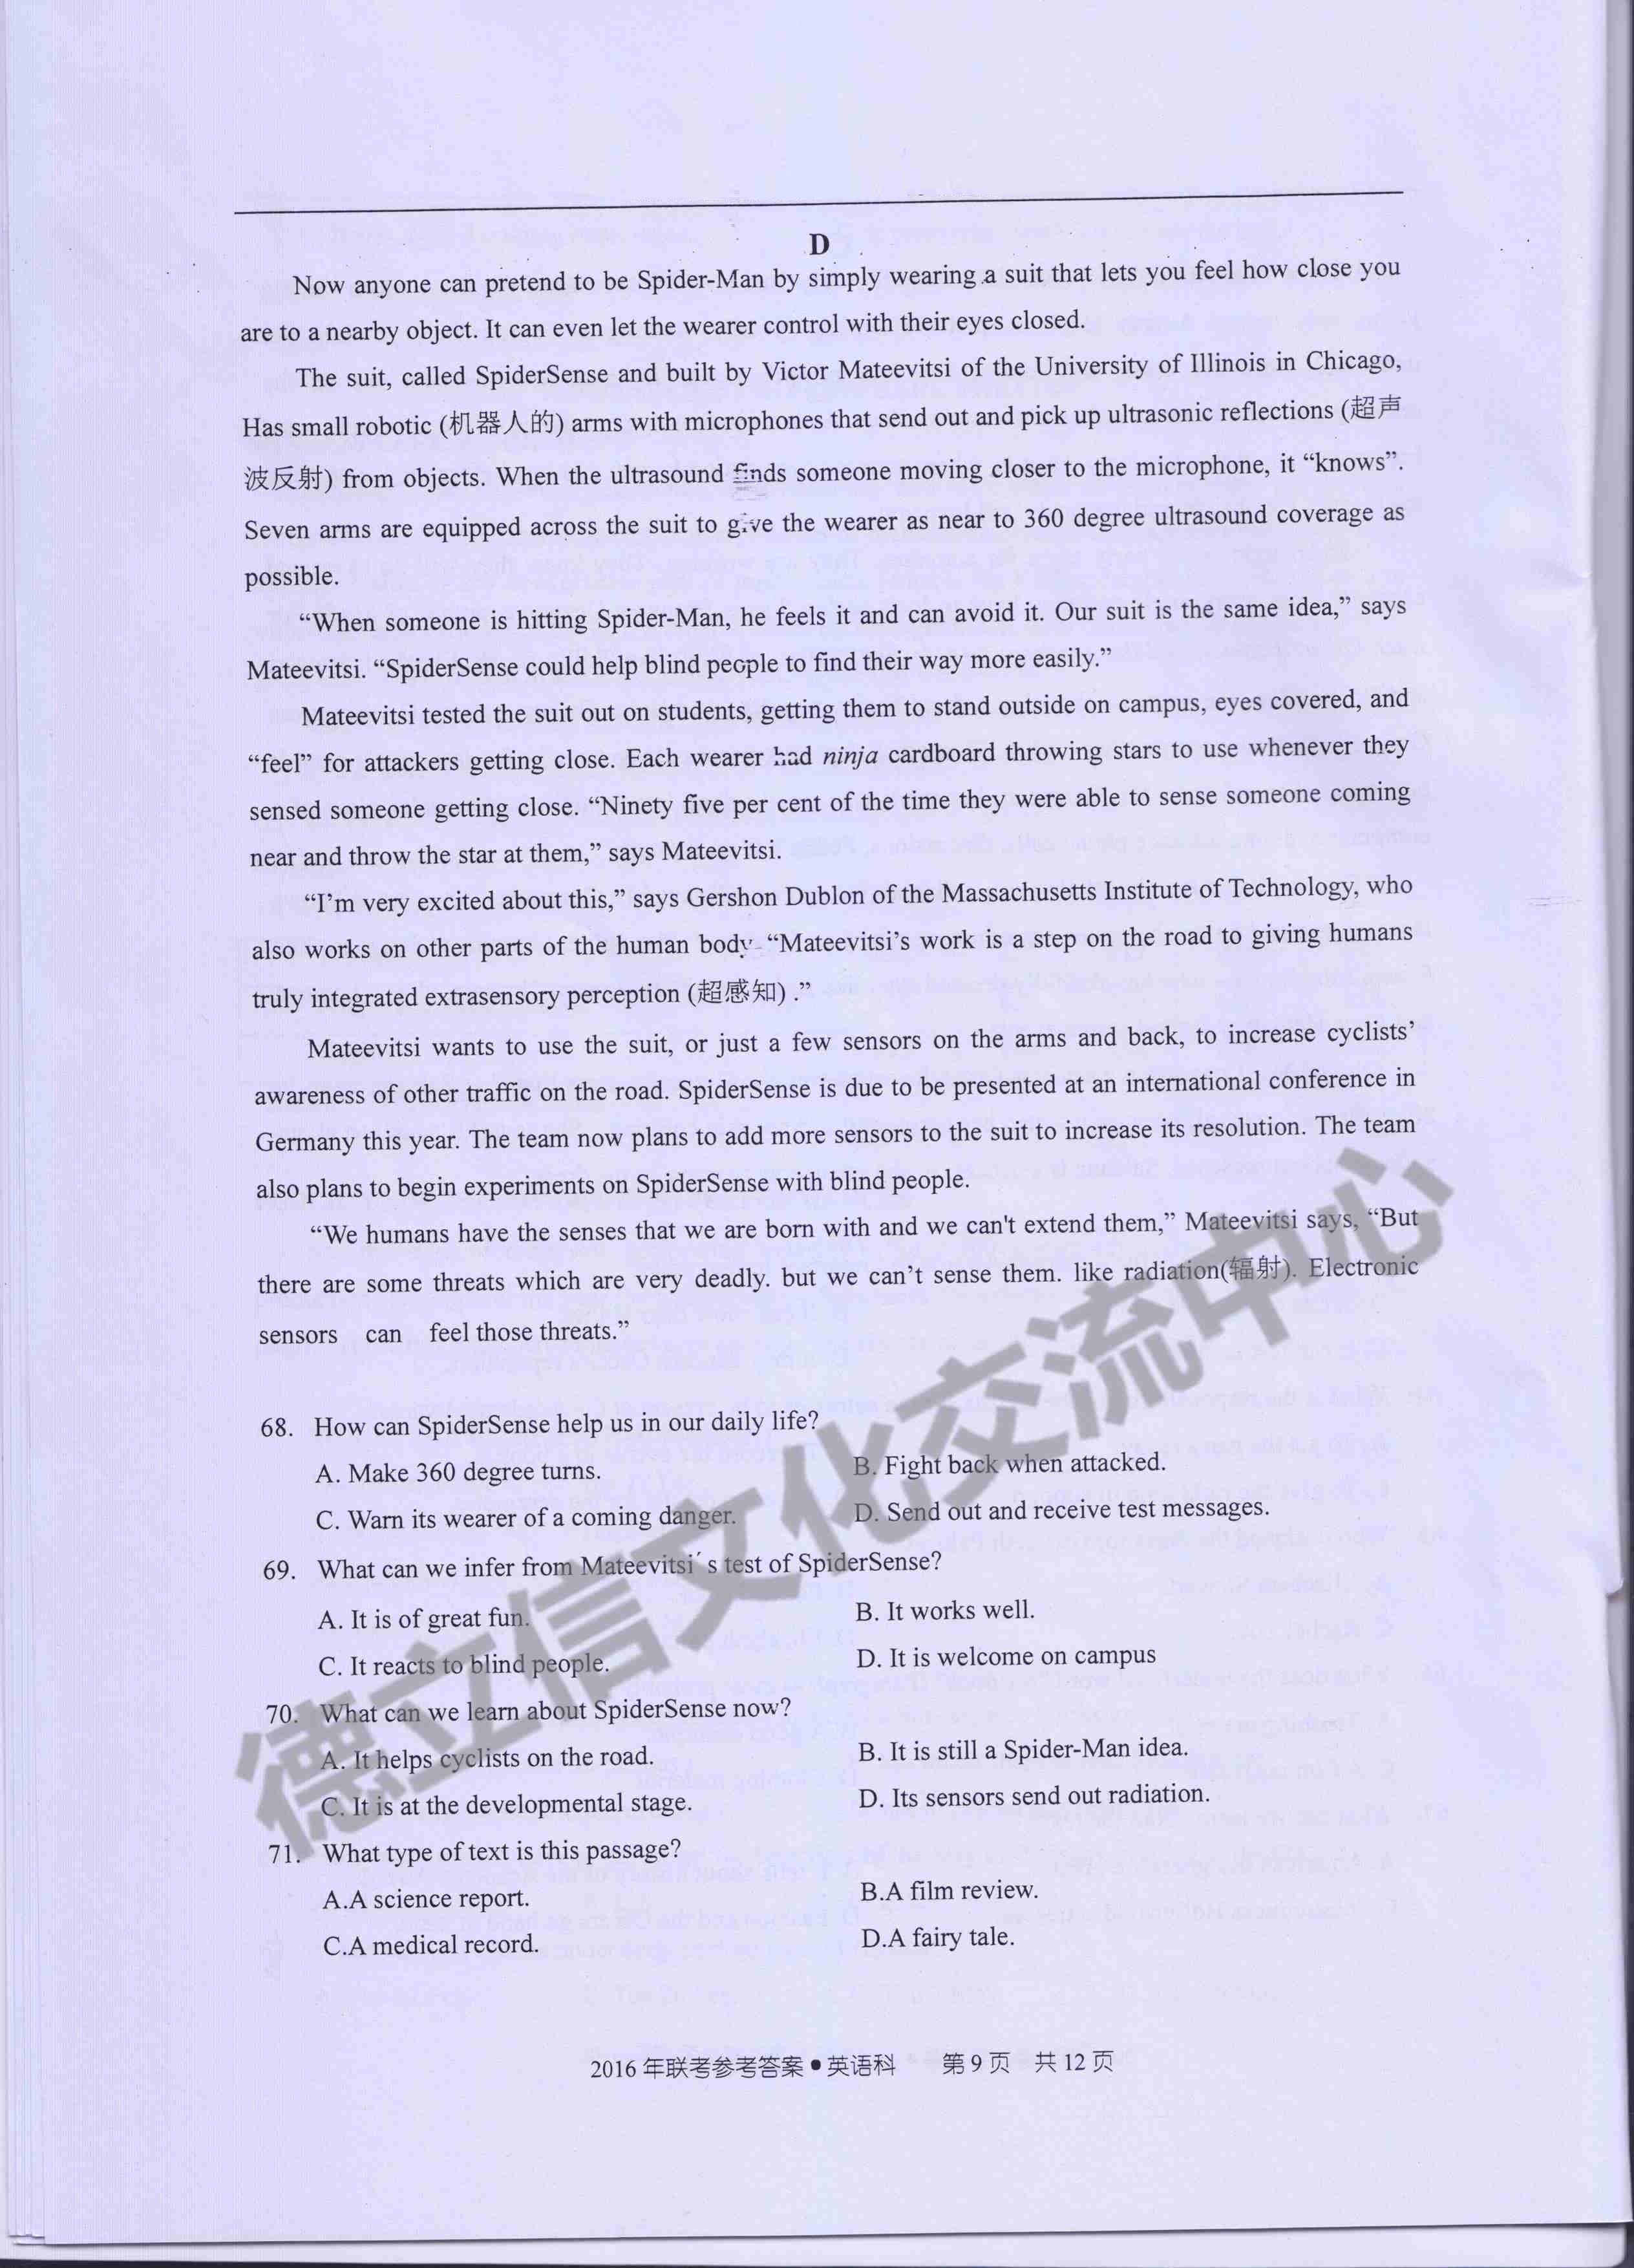 D
Now anyone can pretend to be Spider-Man by simply wearing a suit that lets you feel how close you
are to a nearby object. It can even let the wearer control with their eyes closed.
The suit, called SpiderSense and built by Victor Mateevitsi of the University of Illinois in Chicago,
Has small robotic (机器人的) arms with microphones that send out and pick up ultrasonic reflections (超声
波反射) from objects. When the ultrasound finds someone moving closer to the microphone, it “knows”.
Seven arms are equipped across the suit to give the wearer as near to 360 degree ultrasound coverage as
possible.
“When someone is hitting Spider-Man, he feels it and can avoid it. Our suit is the same idea,” says
Mateevitsi. “SpiderSense could help blind people to find their way more easily.”
Mateevitsi tested the suit out on students, getting them to stand outside on campus, eyes covered, and
“feel” for attackers getting close. Each wearer had ninja cardboard throwing stars to use whenever they
sensed someone getting close. “Ninety five per cent of the time they were able to sense someone coming
near and throw the star at them,” says Mateevitsi.
“I’m very excited about this,” says Gershon Dublon of the Massachusetts Institute of Technology, who
also works on other parts of the human body. “Mateevitsi’s work is a step on the road to giving humans
truly integrated extrasensory perception (超感知) .”
Mateevitsi wants to use the suit, or just a few sensors on the arms and back, to increase cyclists’
awareness of other traffic on the road. SpiderSense is due to be presented at an international conference in
Germany this year. The team now plans to add more sensors to the suit to increase its resolution. The team
also plans to begin experiments on SpiderSense with blind people.
“We humans have the senses that we are born with and we can't extend them,” Mateevitsi says, “But
there are some threats which are very deadly. but we can’t sense them. like radiation(辐射). Electronic
sensors can feel those threats.”
68. How can SpiderSense help us in our daily life?
A. Make 360 degree turns. B. Fight back when attacked.
C. Warn its wearer of a coming danger. D. Send out and receive test messages.
69. What can we infer from Mateevitsi´s test of SpiderSense?
A. It is of great fun. B. It works well.
C. It reacts to blind people. D. It is welcome on campus
70. What can we learn about SpiderSense now?
A. It helps cyclists on the road. B. It is still a Spider-Man idea.
C. It is at the developmental stage. D. Its sensors send out radiation.
71. What type of text is this passage?
A.A science report. B.A film review.
C.A medical record. D.A fairy tale.
2016 年联考参考答案●英语科 第 9 页 共 12 页
德立信文化交流中心